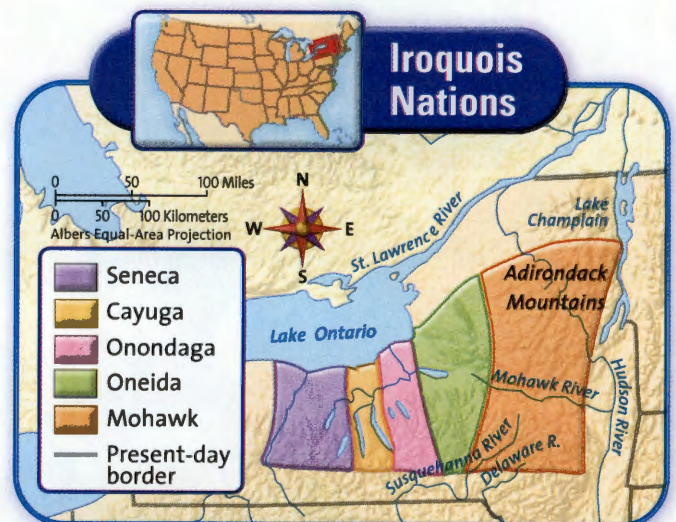 Iroquois
Nations
0 50 100 Miles
0 50 100 Kilometers
Albers Equal-Area Projection
N
W E
S
St. Lawrence River
Lake
Champlain
Adirondack
Mountains
Lake Ontario
Mohawk River
Hudson River
Susquehanna River
Delaware R.
Seneca
Cayuga
Onondaga
Oneida
Mohawk
Present-day
border